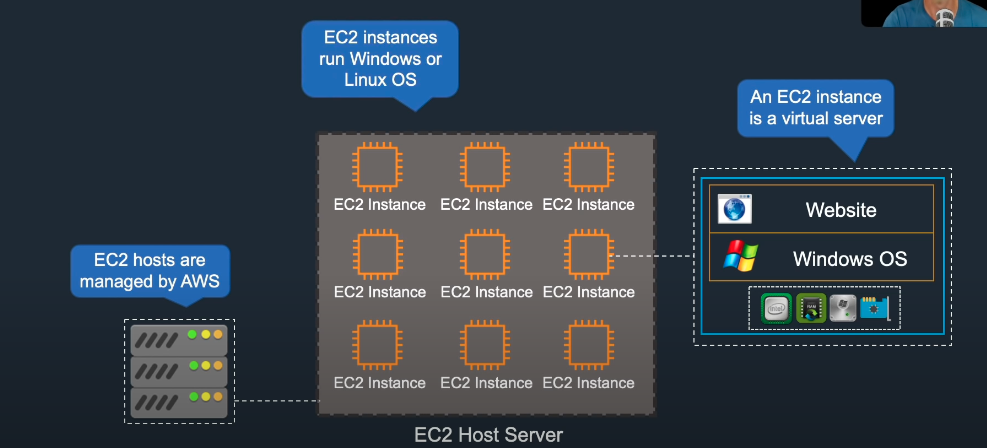 EC2 instances
run Windows or
Linux OS
An EC2 instance
is a virtual server
EC2 hosts are
managed by AWS
EC2 Instance EC2 Instance EC2 Instance
EC2 Instance EC2 Instance EC2 Instance
EC2 Instance EC2 Instance EC2 Instance
EC2 Host Server
Website
Windows OS
intel
RAM